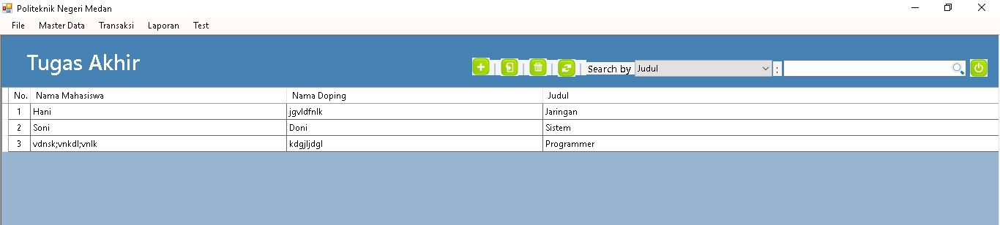 Politeknik Negeri Medan
File Master Data Transaksi Laporan Test
Tugas Akhir
Search by Judul :
No. Nama Mahasiswa Nama Doping Judul
1 Hani jgvldfnlk Jaringan
2 Soni Doni Sistem
3 vdnsk;vnkdl;vnlk kdgjljdgl Programmer